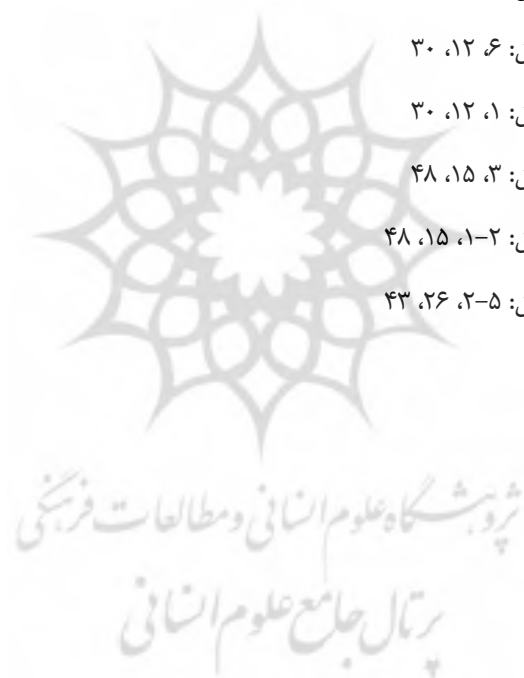 ص: ۶، ۱۲، ۳۰
ص: ۱، ۱۲، ۳۰
ص: ۳، ۱۵، ۴۸
ص: ۲-۱، ۱۵، ۴۸
ص: ۵-۲، ۲۶، ۴۳
پژوهشگاه علوم انسانی و مطالعات فرهنگی
پرتال جامع علوم انسانی